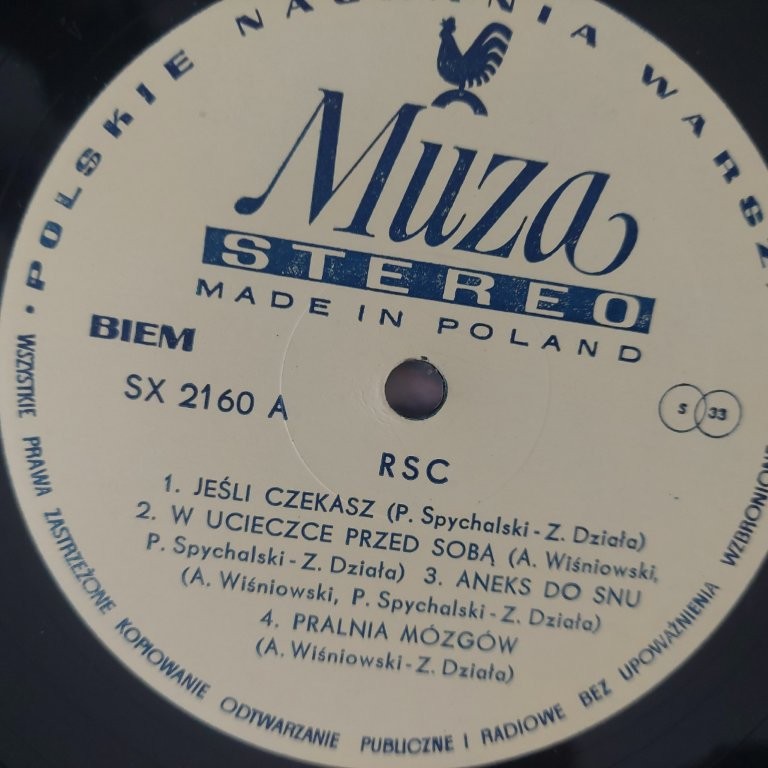 POLSKIE NAGRANIA WARSZ
Muza
STEREO
MADE IN POLAND
BIEM
SX 2160 A
S 33
RSC
1. JEŚLI CZEKASZ (P. Spychalski - Z. Działa)
2. W UCIECZCE PRZED SOBĄ (A. Wiśniowski,
P. Spychalski - Z. Działa) 3. ANEKS DO SNU
(A. Wiśniowski, P. Spychalski - Z. Działa)
4. PRALNIA MÓZGÓW
(A. Wiśniowski - Z. Działa)
• WSZYSTKIE PRAWA ZASTRZEŻONE KOPIOWANIE ODTWARZANIE PUBLICZNE I RADIOWE BEZ UPOWAŻNIENIA WZBRONIONE